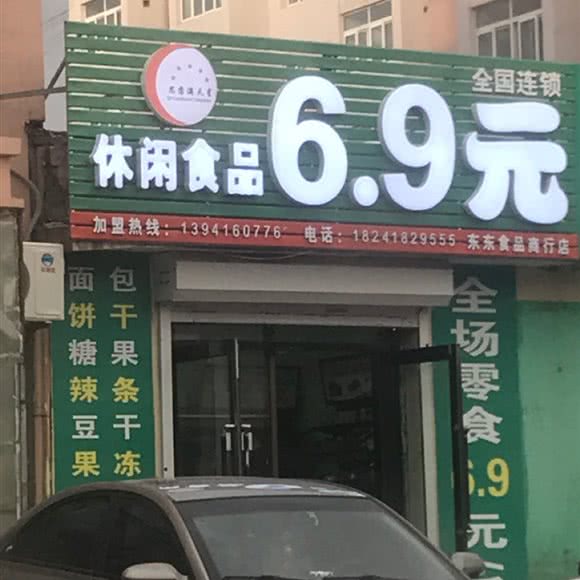 全国连锁
休闲食品6.9元
加盟热线：1394160776 电话：18241829555 东东食品商行店
面包
饼干
糖果
辣条
豆干
果冻
全场零食6.9元